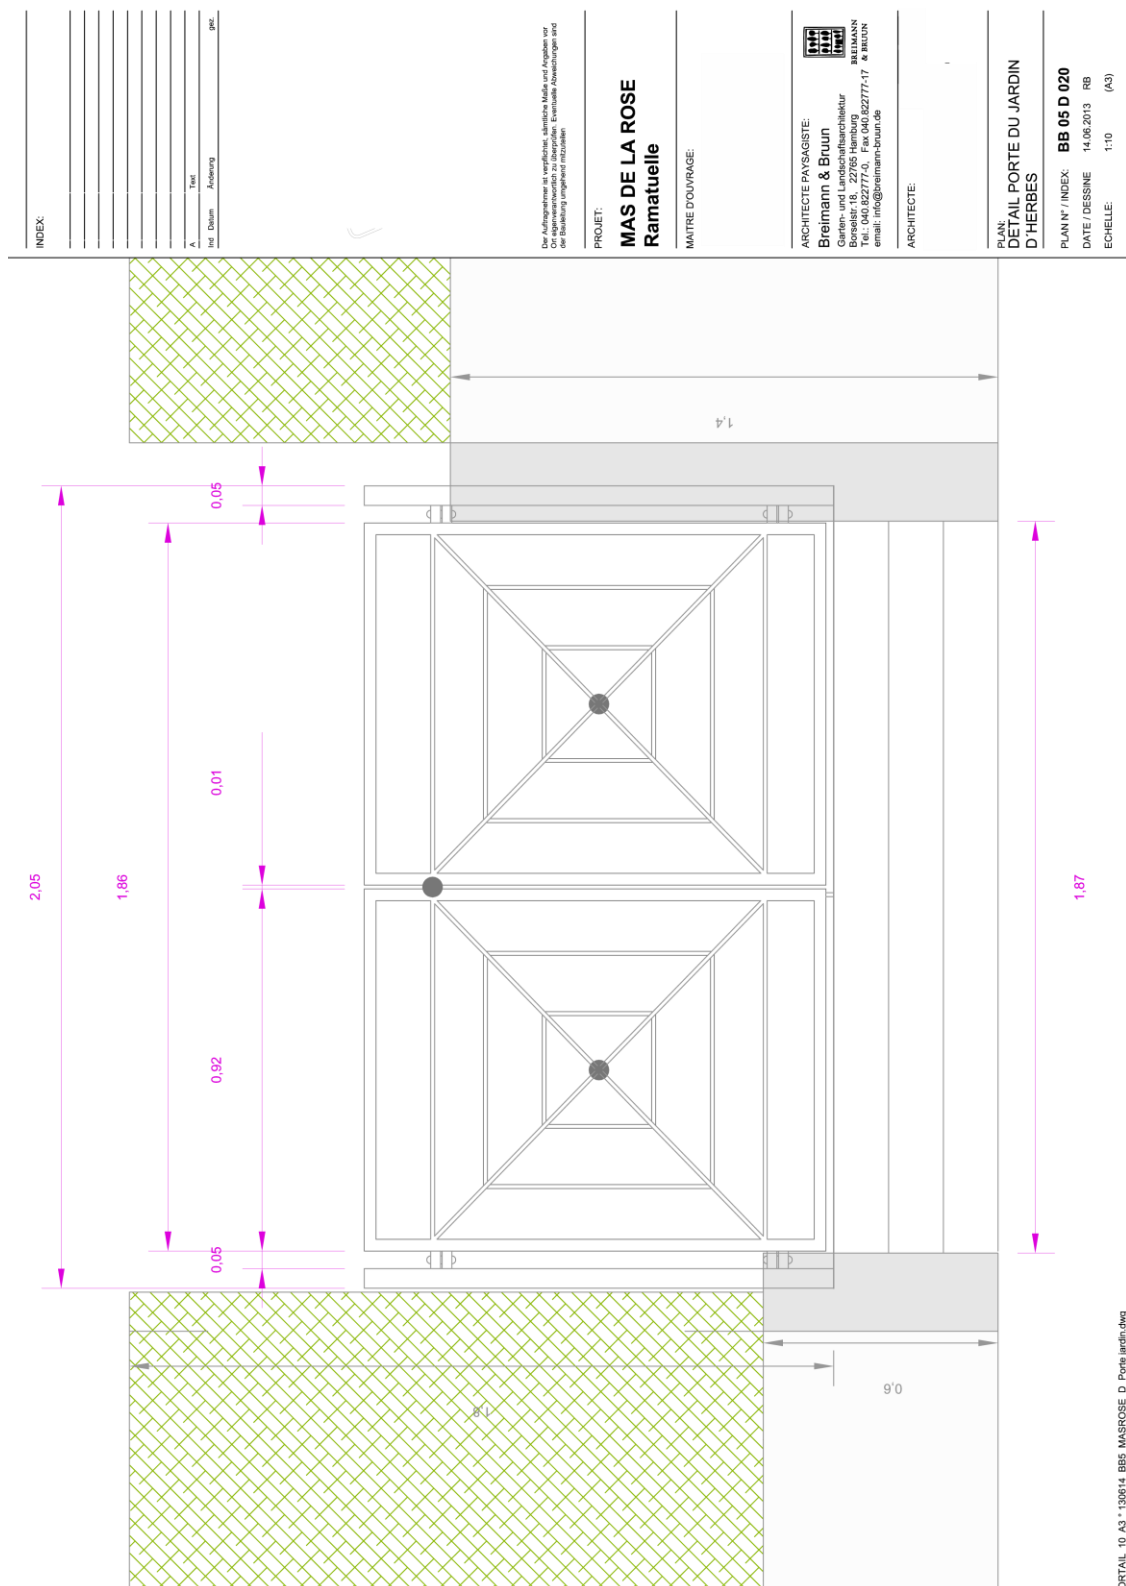 INDEX:
A Text
Ind Datum Änderung gez.
Der Auftragnehmer ist verpflichtet, sämtliche Maße und Angaben vor
Ort eigenverantwortlich zu überprüfen. Eventuelle Abweichungen sind
der Bauleitung umgehend mitzuteilen
PROJET:
MAS DE LA ROSE
Ramatuelle
MAITRE D'OUVRAGE:
ARCHITECTE PAYSAGISTE:
Breimann & Bruun
Garten- und Landschaftsarchitektur
Borselstr.18, 22765 Hamburg
Tel.: 040.822777-0, Fax 040.822777-17
email: info@breimann-bruun.de
BREIMANN
& BRUUN
ARCHITECTE:
PLAN:
DETAIL PORTE DU JARDIN
D'HERBES
PLAN N° / INDEX: BB 05 D 020
DATE / DESSINE 14.06.2013 RB
ECHELLE: 1:10 (A3)
2,05
1,86
0,05
0,01
0,92
0,05
1,87
1,4
1,8
0,6
ORTAIL 10 A3 * 130614 BB5 MASROSE D Porte jardin.dwg